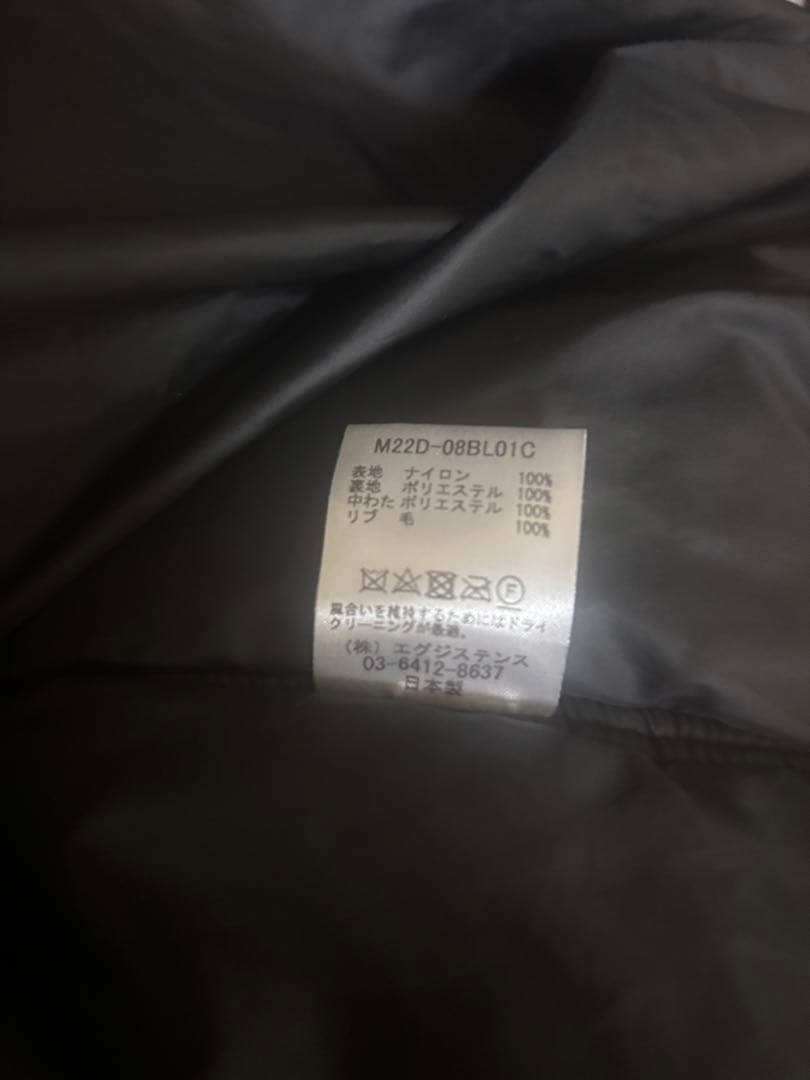 M22D-08BL01C
表地 ナイロン 100%
裏地 ポリエステル 100%
中わた ポリエステル 100%
リブ 毛 100%
F
風合いを維持するためにはドライ
クリーニングが最適。
(株) エグジステンス
03-6412-8637
日本製